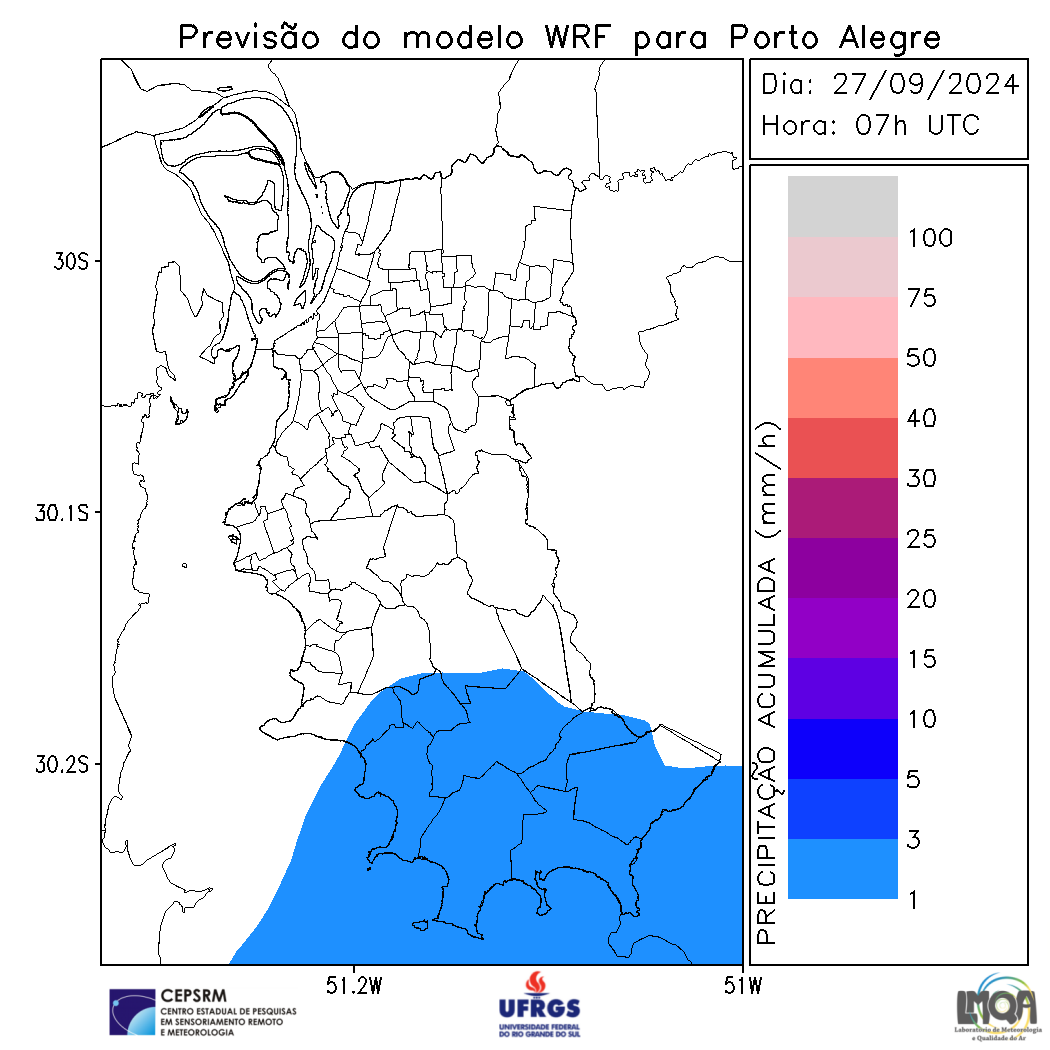 Previsão do modelo WRF para Porto Alegre
Dia: 27/09/2024
Hora: 07h UTC
30S
30.1S
30.2S
51.2W
51W
PRECIPITAÇÃO ACUMULADA (mm/h)
100
75
50
40
30
25
20
15
10
5
3
1
CEPSRM
CENTRO ESTADUAL DE PESQUISAS
EM SENSORIAMENTO REMOTO
E METEOROLOGIA
UFRGS
UNIVERSIDADE FEDERAL
DO RIO GRANDE DO SUL
LMQA
Laboratório de Meteorologia
e Qualidade do Ar